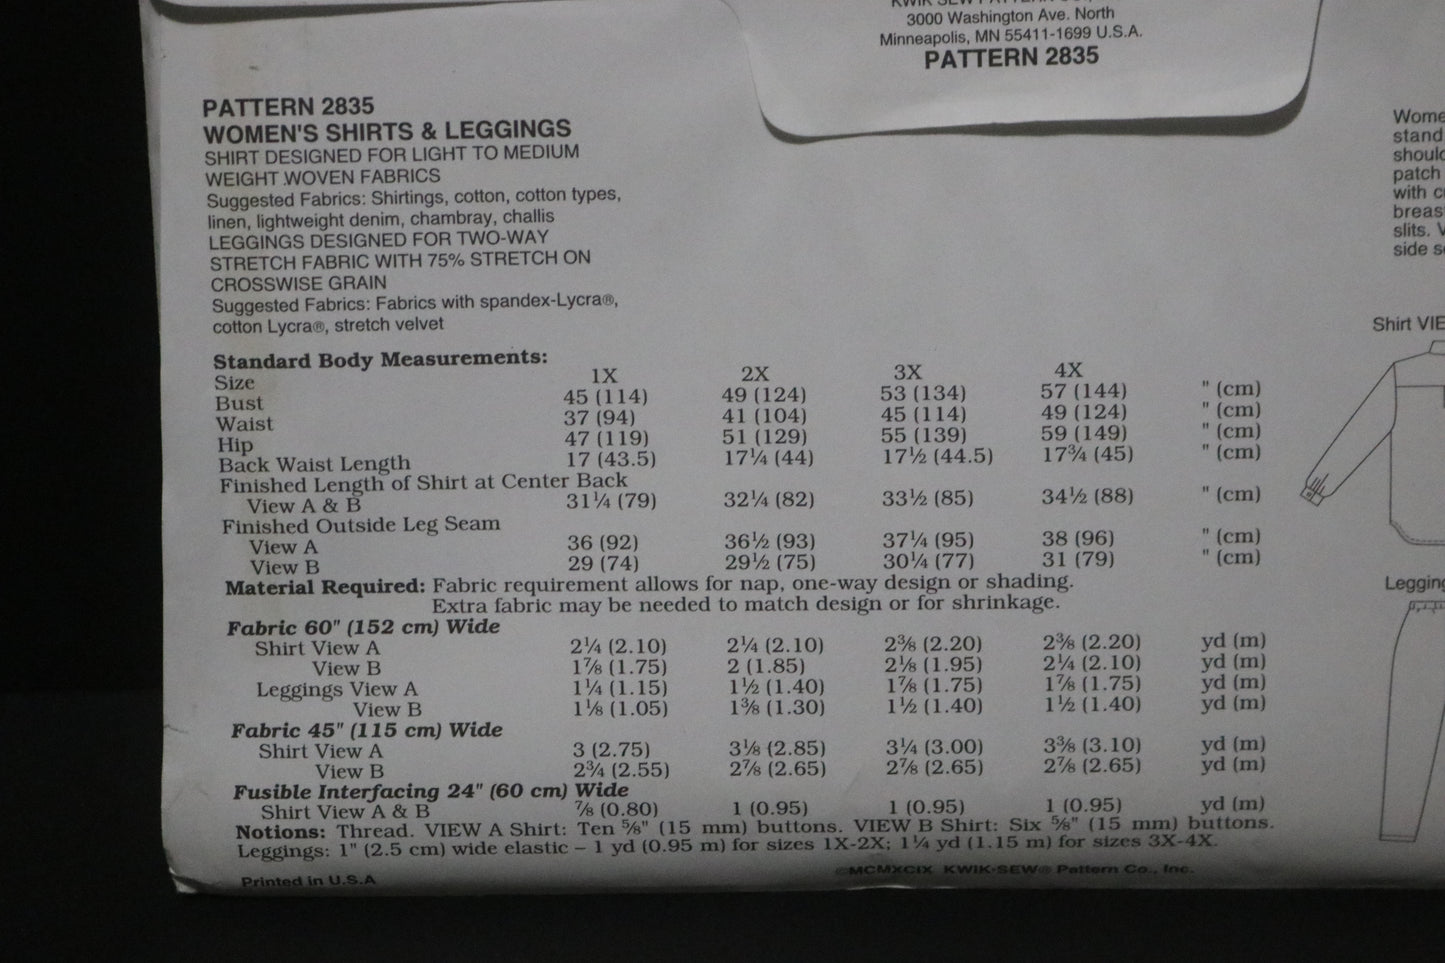 3000 Washington Ave. North
Minneapolis, MN 55411-1699 U.S.A.
PATTERN 2835
PATTERN 2835
WOMEN'S SHIRTS & LEGGINGS
SHIRT DESIGNED FOR LIGHT TO MEDIUM
WEIGHT WOVEN FABRICS
Suggested Fabrics: Shirtings, cotton, cotton types,
linen, lightweight denim, chambray, challis
LEGGINGS DESIGNED FOR TWO-WAY
STRETCH FABRIC WITH 75% STRETCH ON
CROSSWISE GRAIN
Suggested Fabrics: Fabrics with spandex-Lycra®,
cotton Lycra®, stretch velvet
Standard Body Measurements:
Size 1X 2X 3X 4X
Bust 45 (114) 49 (124) 53 (134) 57 (144) " (cm)
Waist 37 (94) 41 (104) 45 (114) 49 (124) " (cm)
Hip 47 (119) 51 (129) 55 (139) 59 (149) " (cm)
Back Waist Length 17 (43.5) 17¼ (44) 17½ (44.5) 17¾ (45) " (cm)
Finished Length of Shirt at Center Back
View A & B 31¼ (79) 32¼ (82) 33½ (85) 34½ (88) " (cm)
Finished Outside Leg Seam
View A 36 (92) 36½ (93) 37¼ (95) 38 (96) " (cm)
View B 29 (74) 29½ (75) 30¼ (77) 31 (79) " (cm)
Material Required: Fabric requirement allows for nap, one-way design or shading.
Extra fabric may be needed to match design or for shrinkage.
Fabric 60" (152 cm) Wide
Shirt View A 2¼ (2.10) 2¼ (2.10) 2⅜ (2.20) 2⅜ (2.20) yd (m)
View B 1⅞ (1.75) 2 (1.85) 2⅛ (1.95) 2¼ (2.10) yd (m)
Leggings View A 1¼ (1.15) 1½ (1.40) 1⅞ (1.75) 1⅞ (1.75) yd (m)
View B 1⅛ (1.05) 1⅜ (1.30) 1½ (1.40) 1½ (1.40) yd (m)
Fabric 45" (115 cm) Wide
Shirt View A 3 (2.75) 3⅛ (2.85) 3¼ (3.00) 3⅜ (3.10) yd (m)
View B 2¾ (2.55) 2⅞ (2.65) 2⅞ (2.65) 2⅞ (2.65) yd (m)
Fusible Interfacing 24" (60 cm) Wide
Shirt View A & B ⅞ (0.80) 1 (0.95) 1 (0.95) 1 (0.95) yd (m)
Notions: Thread. VIEW A Shirt: Ten ⅝" (15 mm) buttons. VIEW B Shirt: Six ⅝" (15 mm) buttons.
Leggings: 1" (2.5 cm) wide elastic – 1 yd (0.95 m) for sizes 1X-2X; 1¼ yd (1.15 m) for sizes 3X-4X.
Printed in U.S.A
©MCMXCIX KWIK-SEW® Pattern Co., Inc.
Wome
stand
should
patch
with c
breas
slits. V
side s
Shirt VIE
Legging